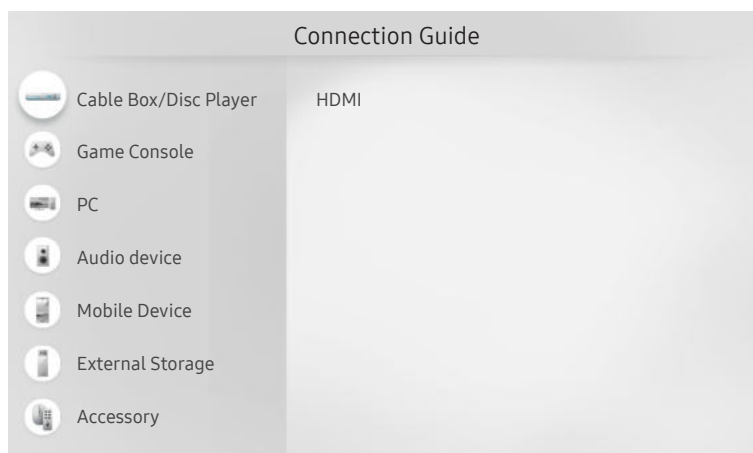 Connection Guide
Cable Box/Disc Player
HDMI
Game Console
PC
Audio device
Mobile Device
External Storage
Accessory